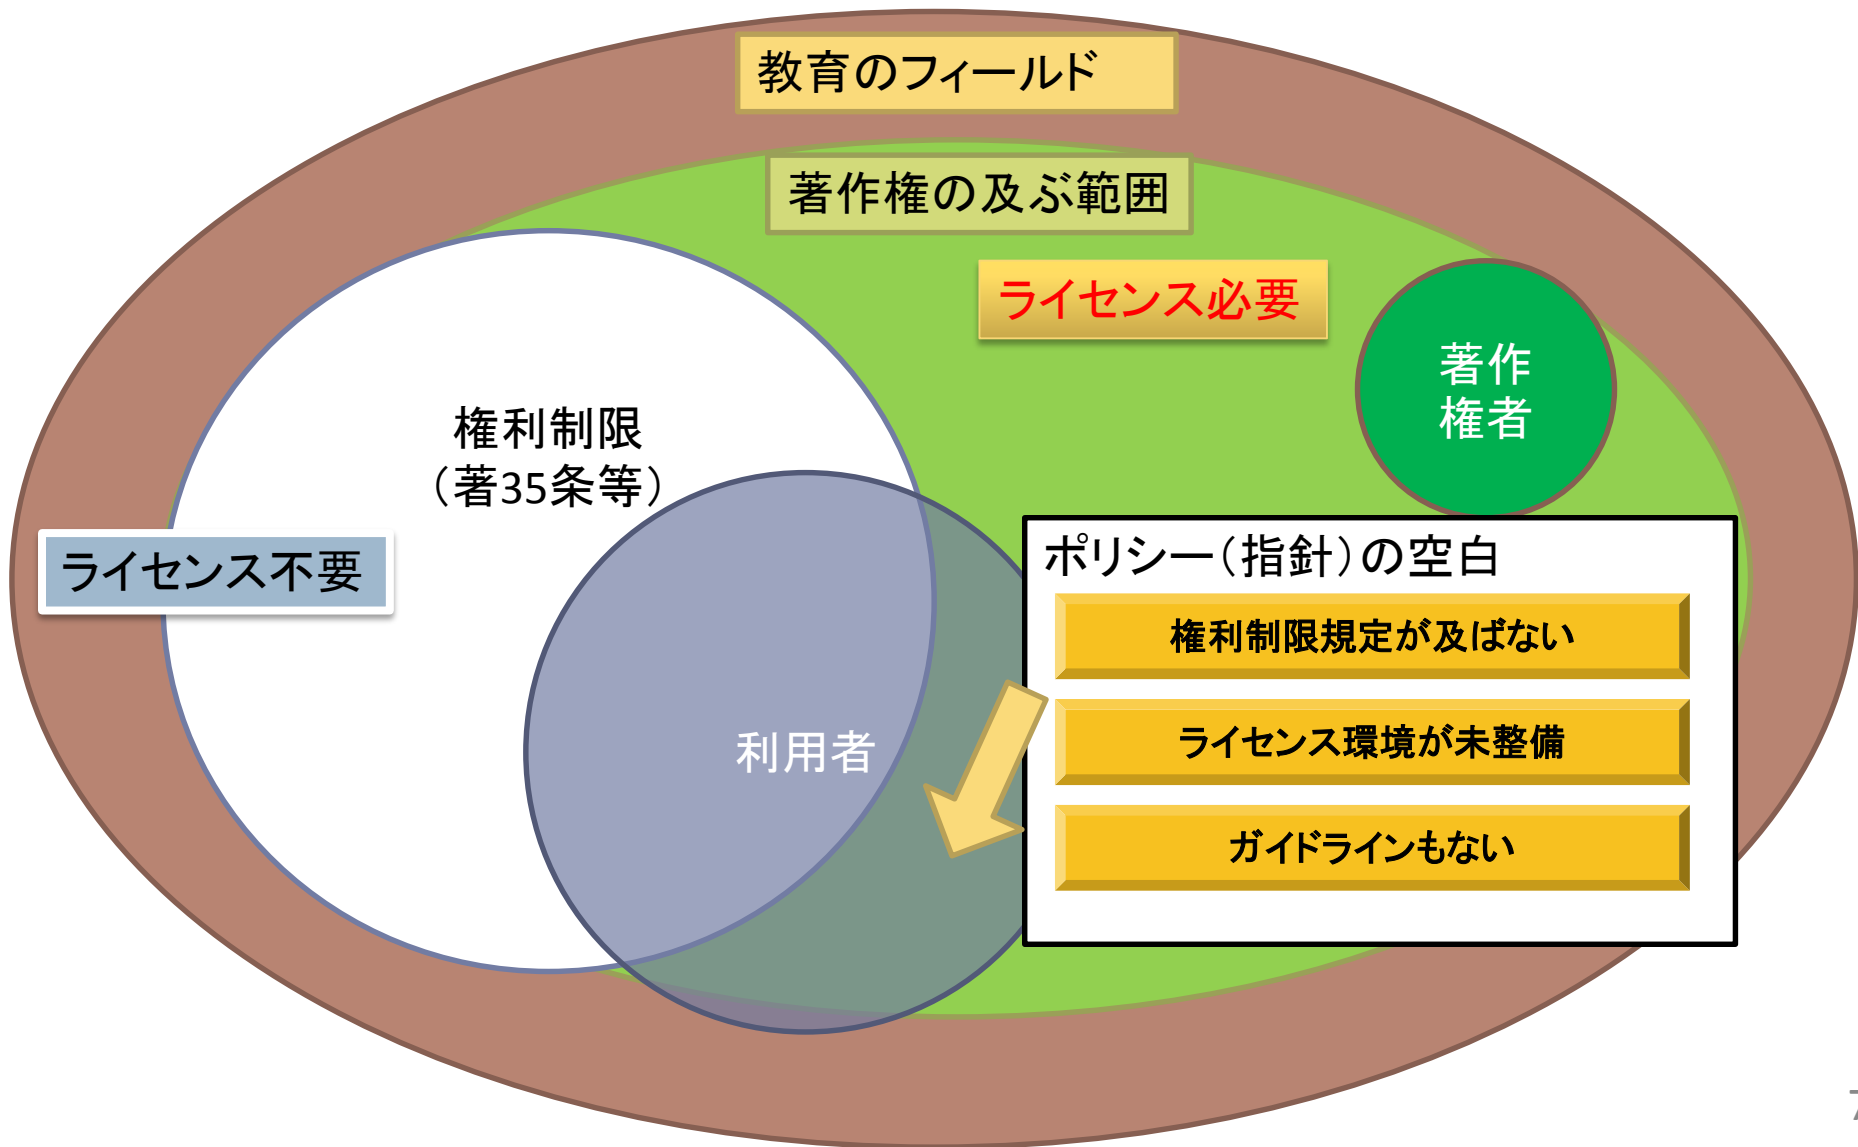 教育のフィールド
著作権の及ぶ範囲
ライセンス必要
著作
権者
権利制限
（著35条等）
ライセンス不要
ポリシー（指針）の空白
権利制限規定が及ばない
ライセンス環境が未整備
ガイドラインもない
利用者
7